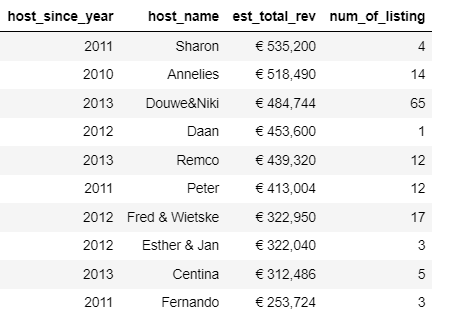 host_since_year host_name est_total_rev num_of_listing
2011 Sharon € 535,200 4
2010 Annelies € 518,490 14
2013 Douwe&Niki € 484,744 65
2012 Daan € 453,600 1
2013 Remco € 439,320 12
2011 Peter € 413,004 12
2012 Fred & Wietske € 322,950 17
2012 Esther & Jan € 322,040 3
2013 Centina € 312,486 5
2011 Fernando € 253,724 3